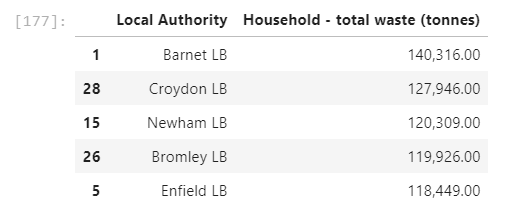 [177]: Local Authority Household - total waste (tonnes)
1 Barnet LB 140,316.00
28 Croydon LB 127,946.00
15 Newham LB 120,309.00
26 Bromley LB 119,926.00
5 Enfield LB 118,449.00